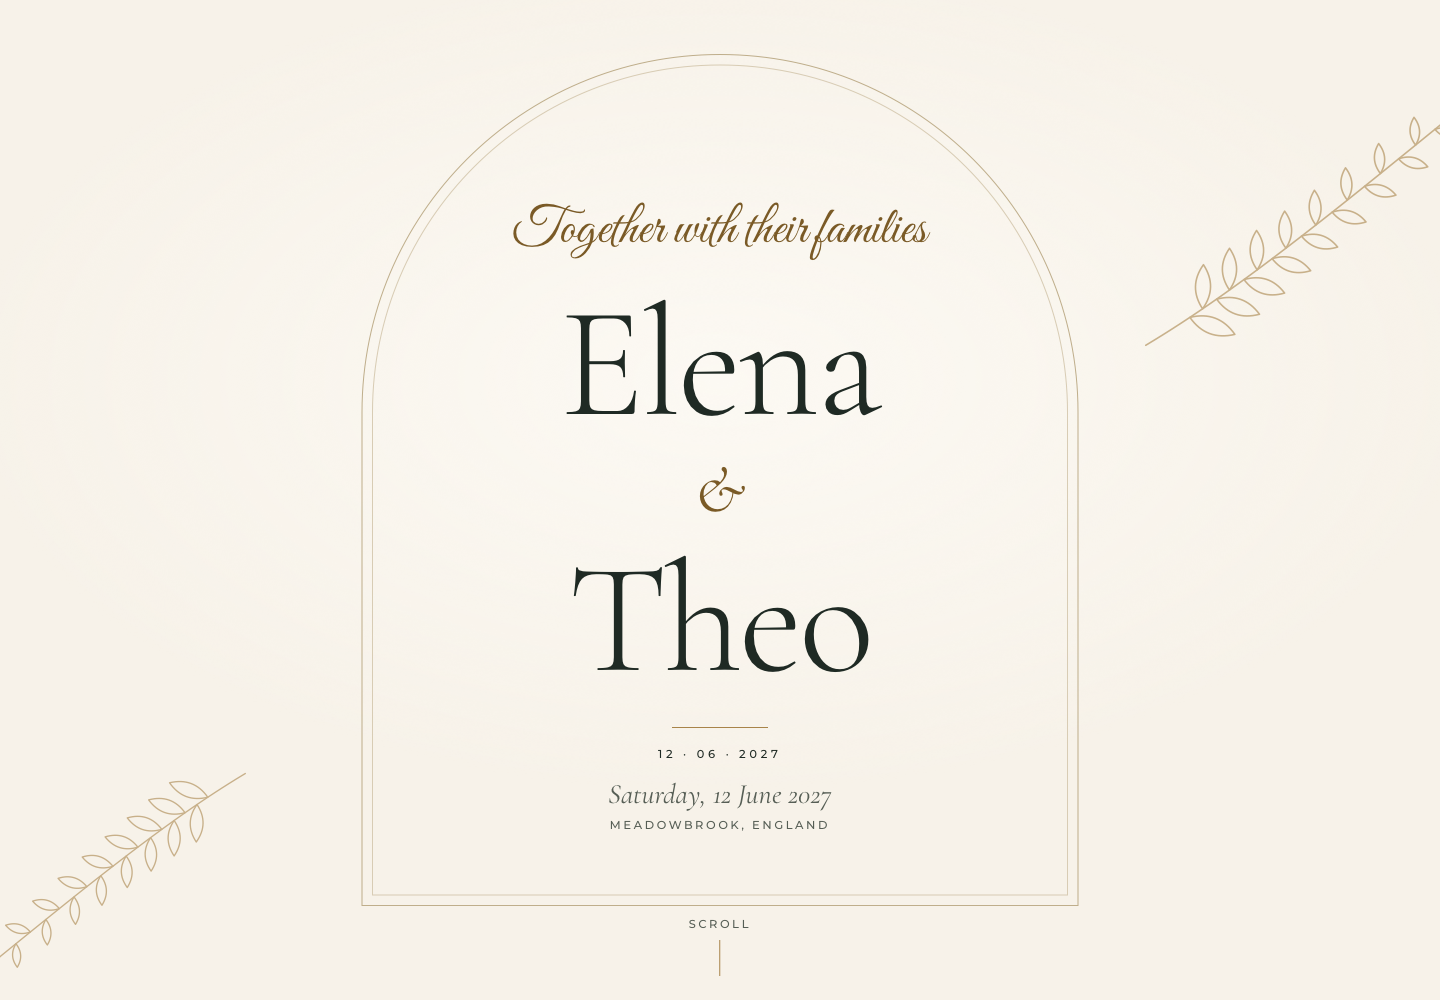 Together with their families
Elena
&
Theo
12 · 06 · 2027
Saturday, 12 June 2027
MEADOWBROOK, ENGLAND
SCROLL